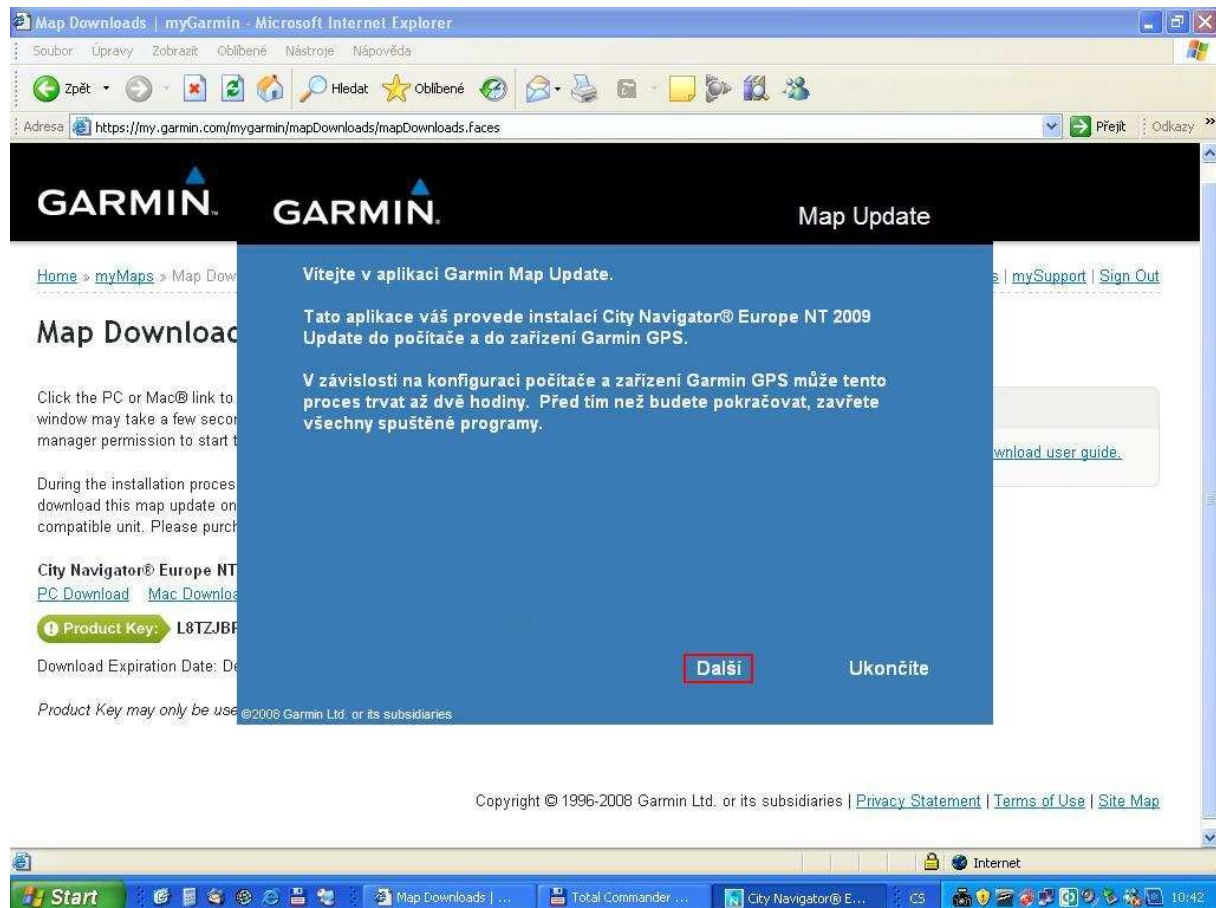 Map Downloads | myGarmin - Microsoft Internet Explorer
Soubor Úpravy Zobrazit Oblíbené Nástroje Nápověda
Zpět Hledat Oblíbené
Adresa https://my.garmin.com/mygarmin/mapDownloads/mapDownloads.faces Přejít Odkazy »
GARMIN™ GARMIN® Map Update
Home » myMaps » Map Dow
| mySupport | Sign Out
Map Downloac
Click the PC or Mac® link to
window may take a few secor
manager permission to start t
During the installation proces
download this map update on
compatible unit. Please purch
City Navigator® Europe NT
PC Download Mac Downloa
Product Key: L8TZJBF
Download Expiration Date: De
Product Key may only be use
Vítejte v aplikaci Garmin Map Update.
Tato aplikace váš provede instalací City Navigator® Europe NT 2009
Update do počítače a do zařízení Garmin GPS.
V závislosti na konfiguraci počítače a zařízení Garmin GPS může tento
proces trvat až dvě hodiny. Před tím než budete pokračovat, zavřete
všechny spuštěné programy.
Další Ukončíte
©2008 Garmin Ltd. or its subsidiaries
wnload user guide.
Copyright © 1996-2008 Garmin Ltd. or its subsidiaries | Privacy Statement | Terms of Use | Site Map
Internet
Start Map Downloads | ... Total Commander ... City Navigator® E... CS 10:42